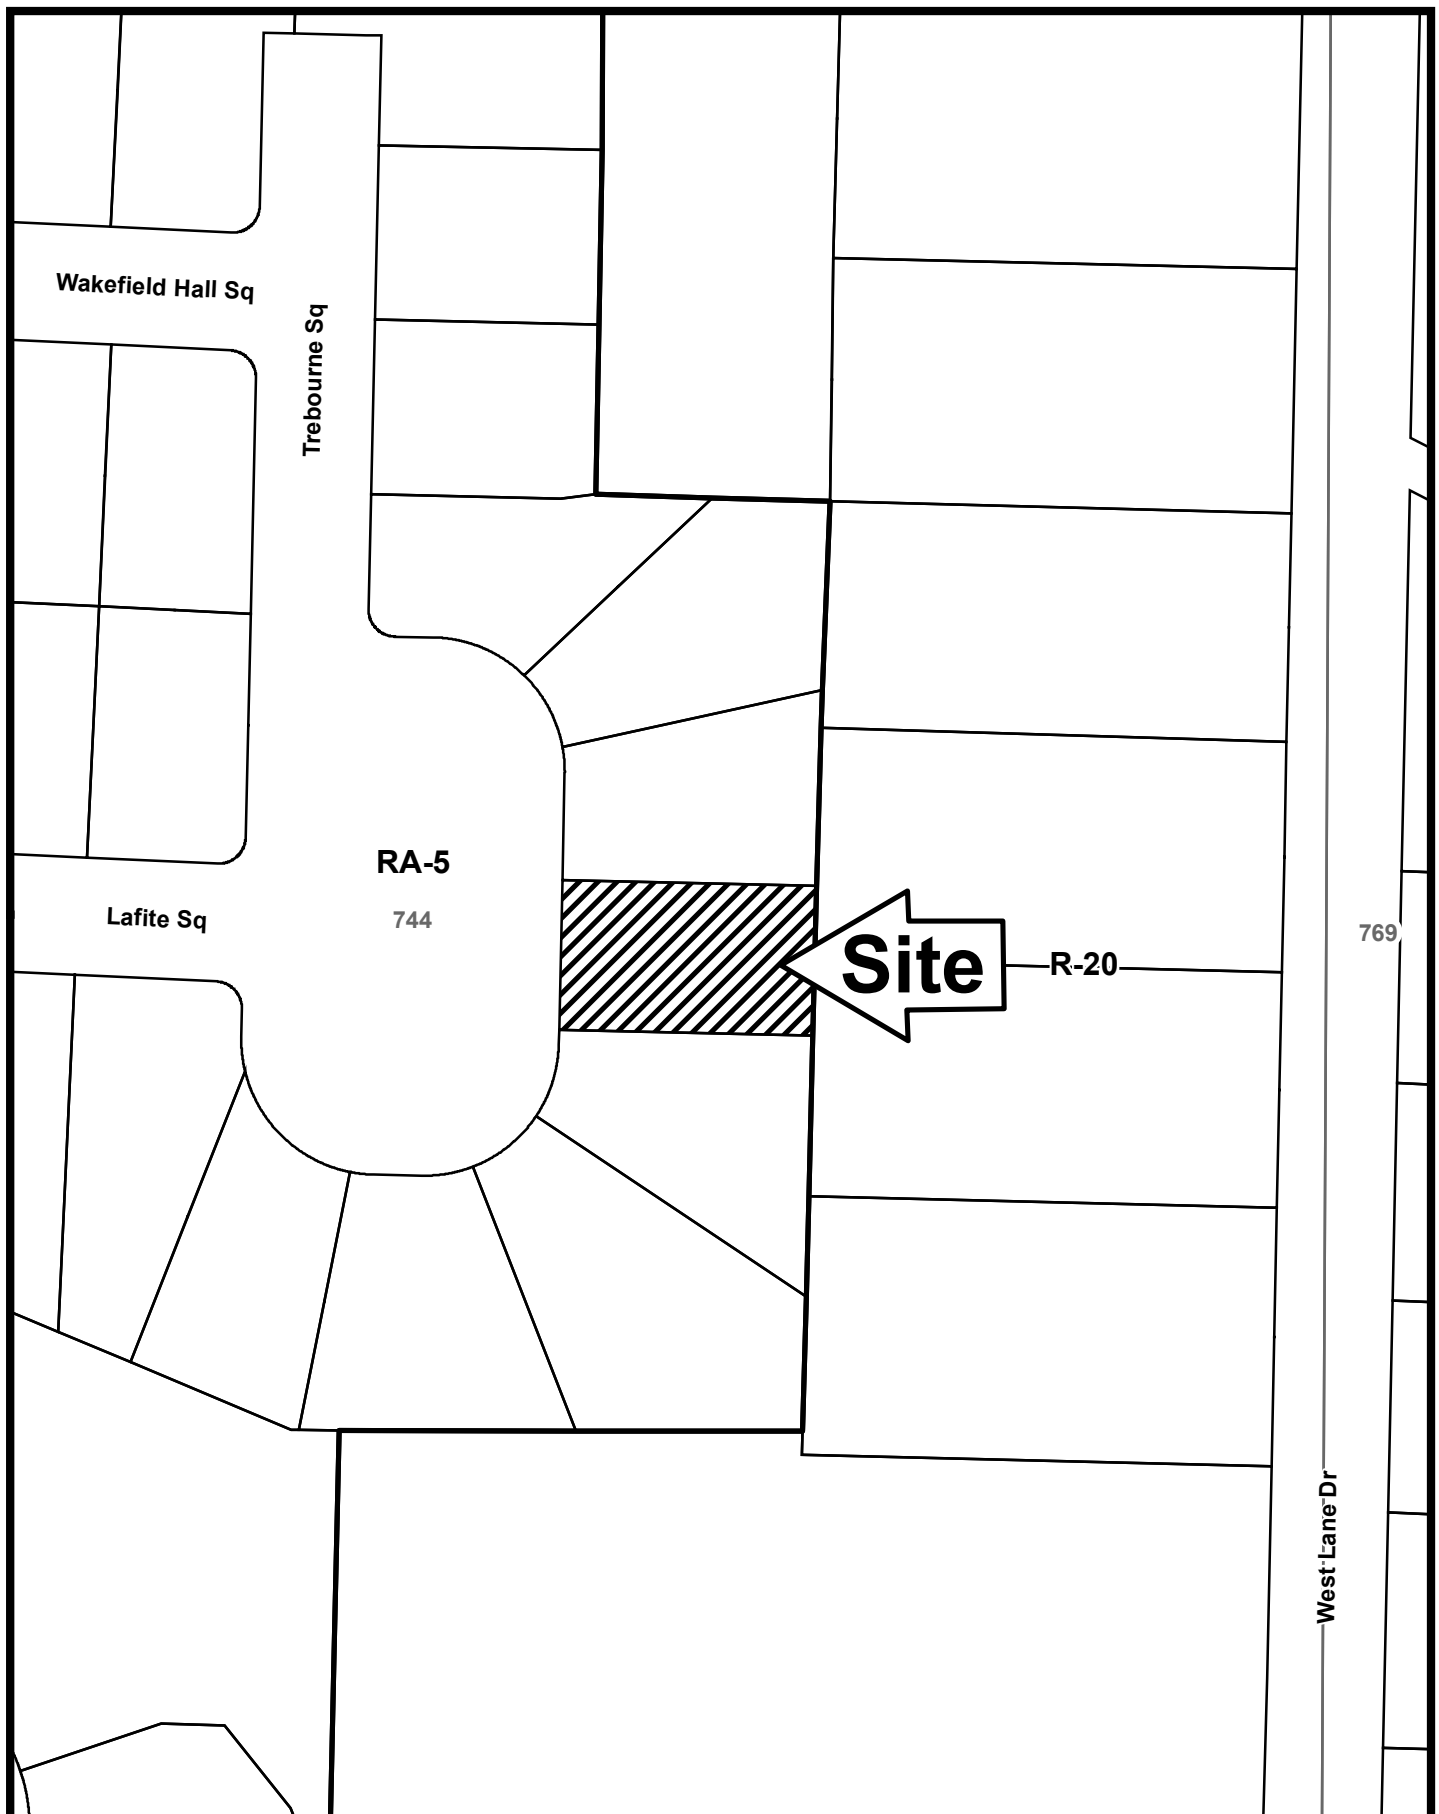 Wakefield Hall Sq
Trebourne Sq
RA-5
744
Lafite Sq
Site
R-20
769
West Lane Dr